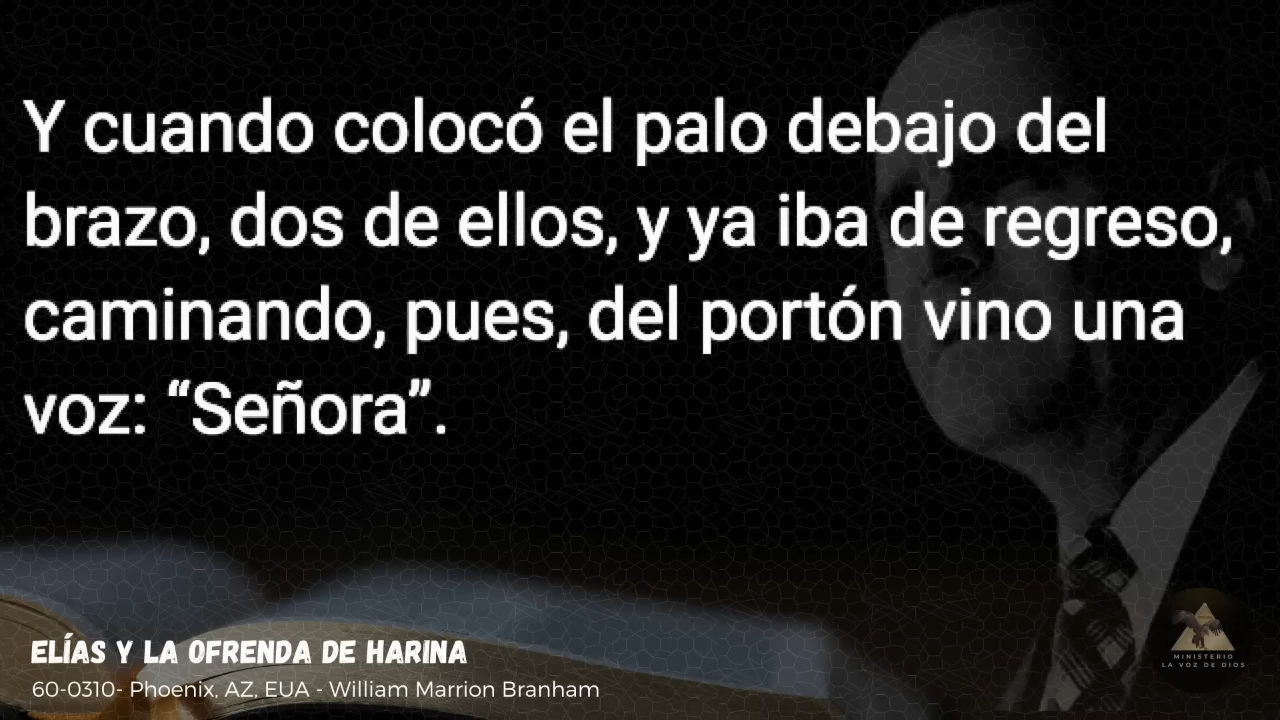 Y cuando colocó el palo debajo del
brazo, dos de ellos, y ya iba de regreso,
caminando, pues, del portón vino una
voz: “Señora”.
ELÍAS Y LA OFRENDA DE HARINA
60-0310- Phoenix, AZ, EUA - William Marrion Branham
MINISTERIO
LA VOZ DE DIOS